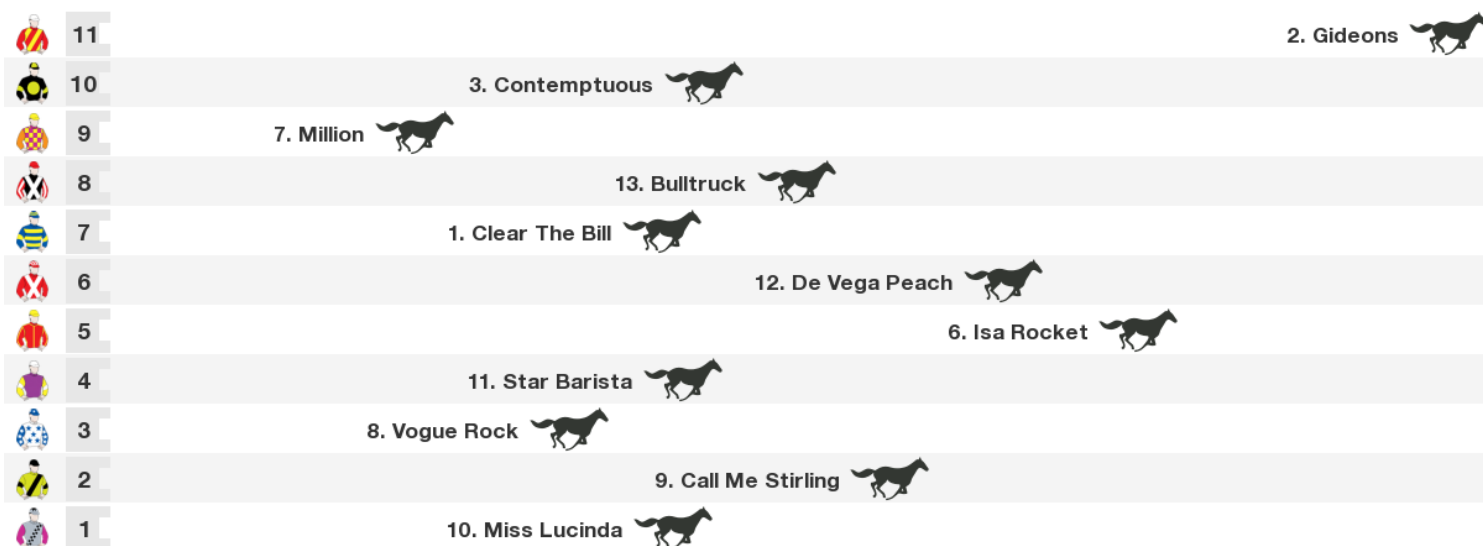 11 2. Gideons
10 3. Contemptuous
9 7. Million
8 13. Bulltruck
7 1. Clear The Bill
6 12. De Vega Peach
5 6. Isa Rocket
4 11. Star Barista
3 8. Vogue Rock
2 9. Call Me Stirling
1 10. Miss Lucinda